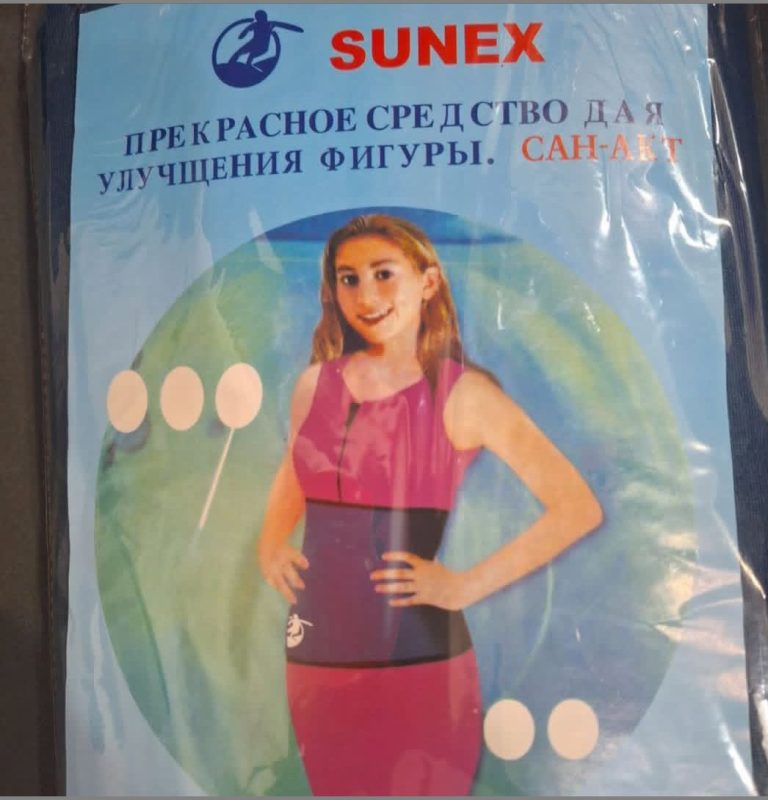 SUNEX
ПРЕКРАСНОЕ СРЕДСТВО ДАЯ
УЛУЧЩЕНИЯ ФИГУРЫ. САН-АКТ